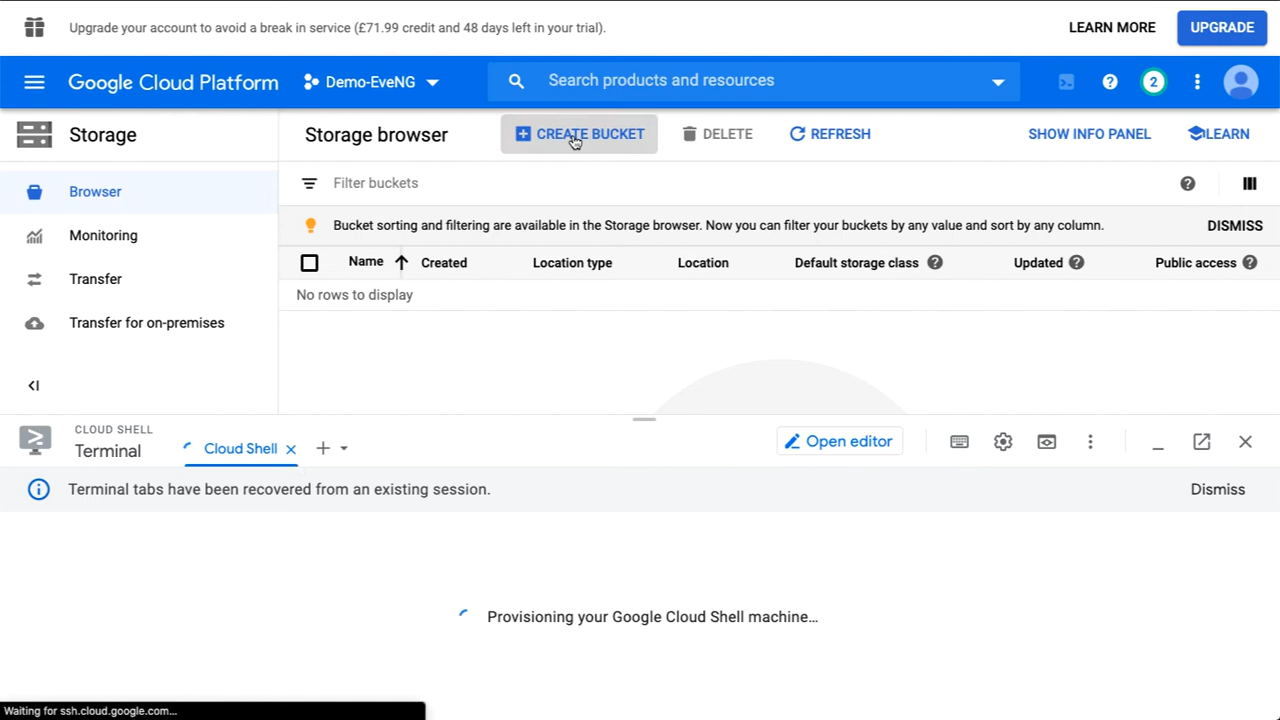 Upgrade your account to avoid a break in service (£71.99 credit and 48 days left in your trial).
LEARN MORE
UPGRADE
Google Cloud Platform
Demo-EveNG
Search products and resources
2
Storage
Storage browser
CREATE BUCKET
DELETE
REFRESH
SHOW INFO PANEL
LEARN
Browser
Monitoring
Transfer
Transfer for on-premises
Filter buckets
Bucket sorting and filtering are available in the Storage browser. Now you can filter your buckets by any value and sort by any column.
DISMISS
Name Created Location type Location Default storage class Updated Public access
No rows to display
CLOUD SHELL
Terminal
Cloud Shell
Open editor
Terminal tabs have been recovered from an existing session.
Dismiss
Provisioning your Google Cloud Shell machine...
Waiting for ssh.cloud.google.com...